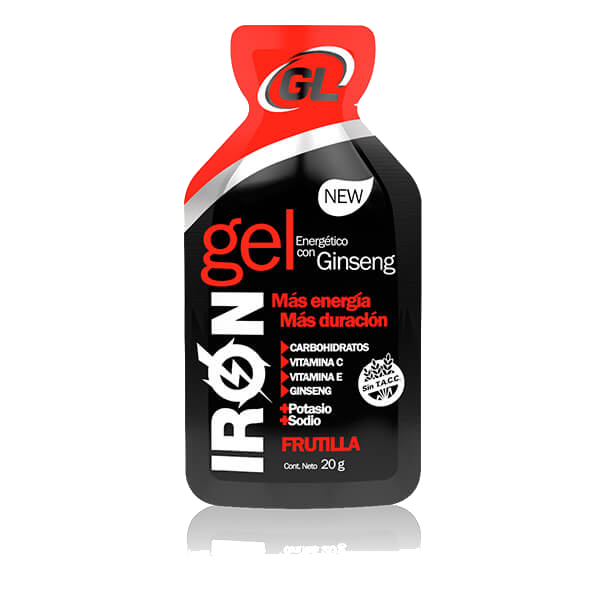 GL
NEW
gel
Energético
con Ginseng
IRON
Más energía
Más duración
CARBOHIDRATOS
VITAMINA C
VITAMINA E
GINSENG
+Potasio
+Sodio
Sin T.A.C.C.
FRUTILLA
Cont. Neto 20 g